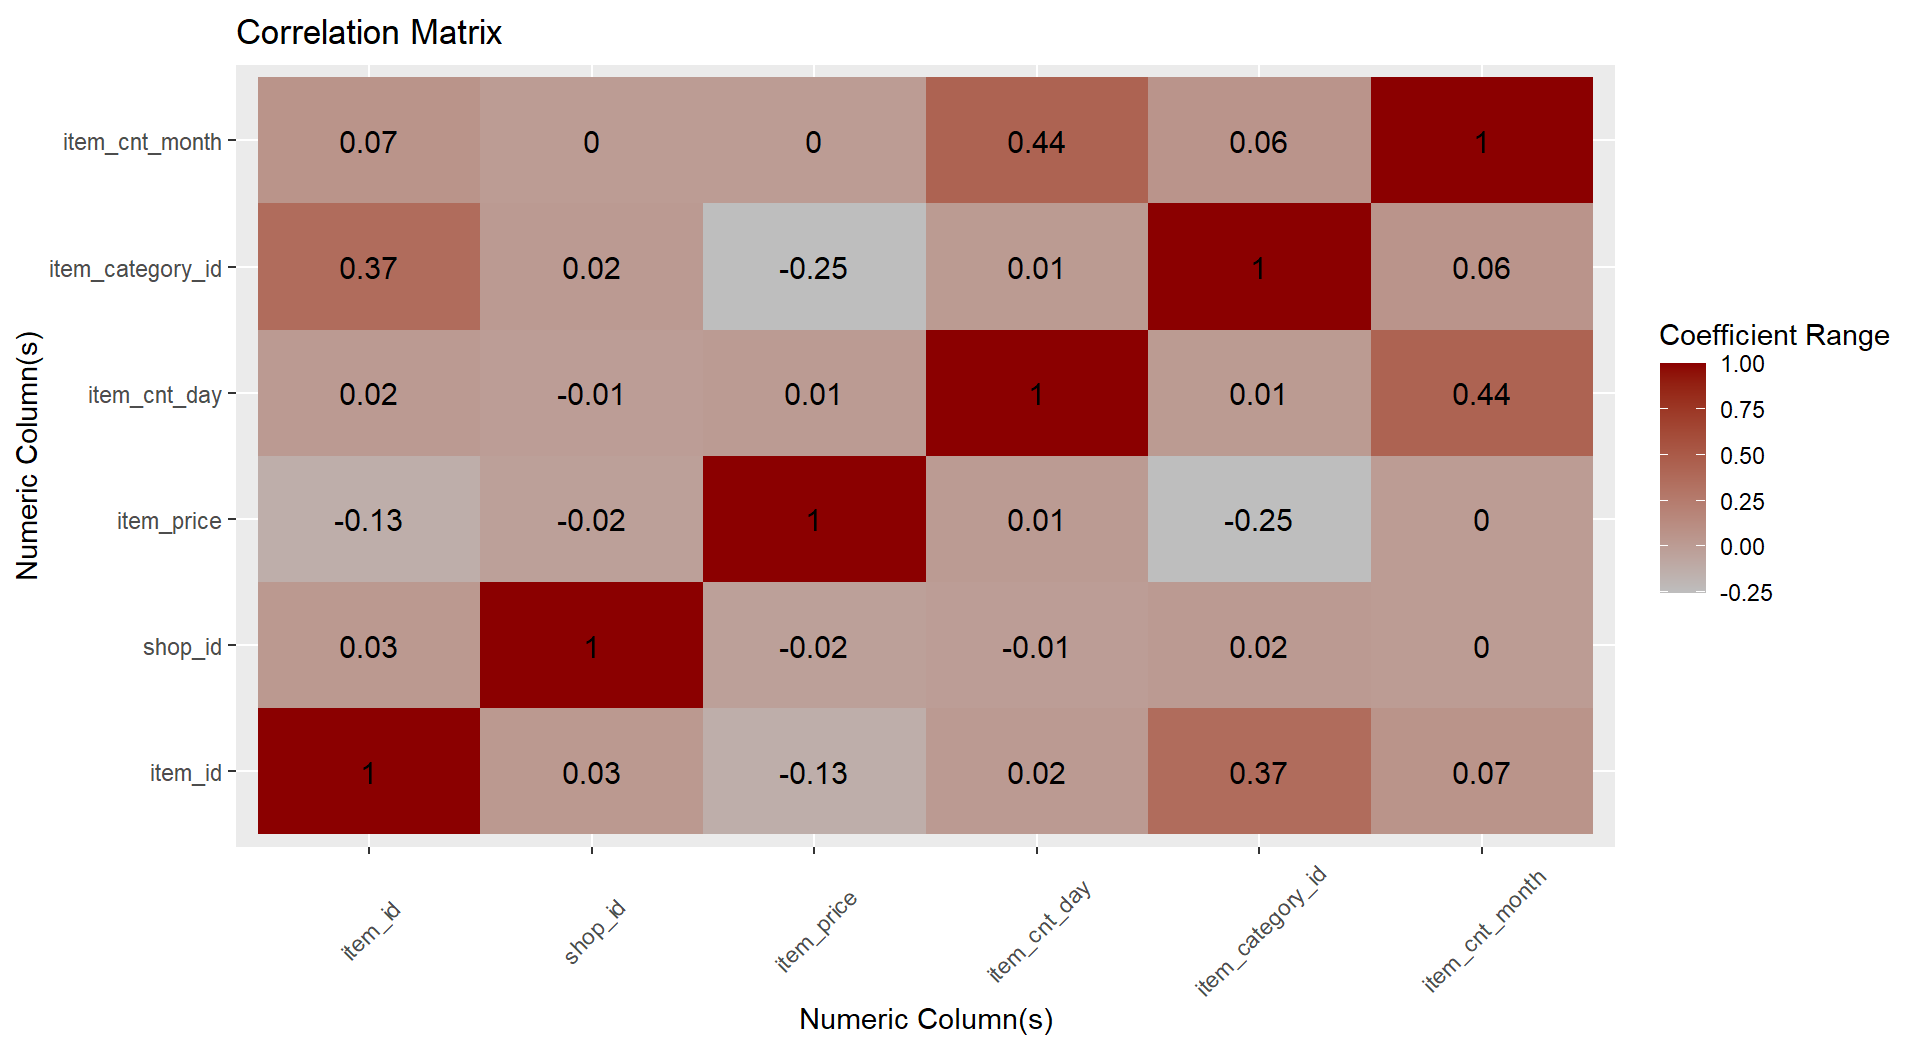 Correlation Matrix
item_cnt_month 0.07 0 0 0.44 0.06 1
item_category_id 0.37 0.02 -0.25 0.01 1 0.06
item_cnt_day 0.02 -0.01 0.01 1 0.01 0.44
item_price -0.13 -0.02 1 0.01 -0.25 0
shop_id 0.03 1 -0.02 -0.01 0.02 0
item_id 1 0.03 -0.13 0.02 0.37 0.07
item_id shop_id item_price item_cnt_day item_category_id item_cnt_month
Numeric Column(s)
Numeric Column(s)
Coefficient Range
1.00
0.75
0.50
0.25
0.00
-0.25